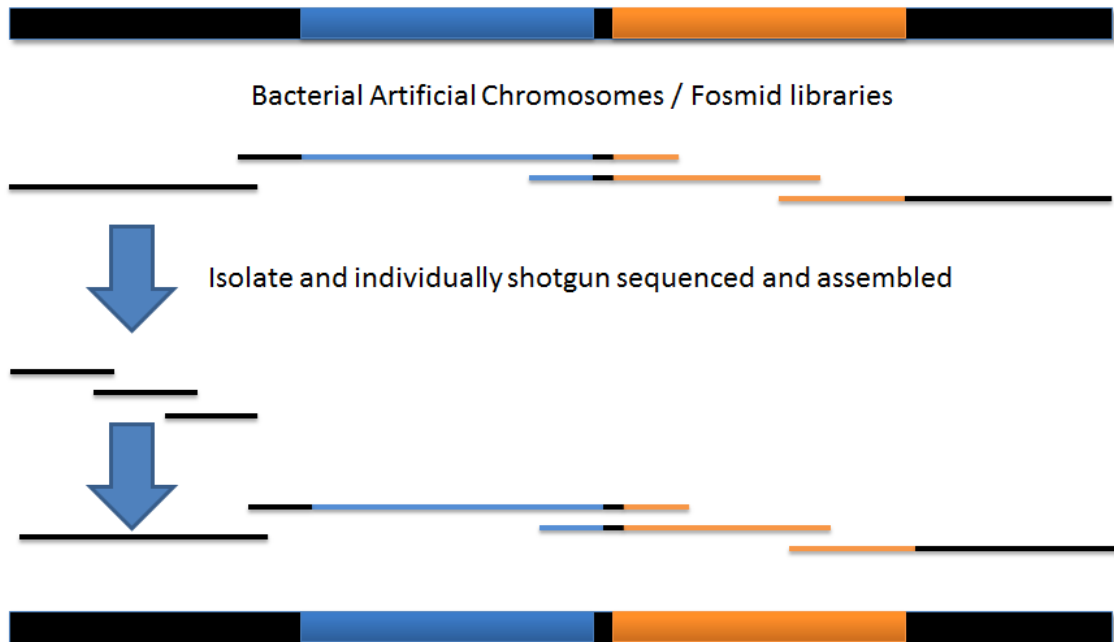 Bacterial Artificial Chromosomes / Fosmid libraries
Isolate and individually shotgun sequenced and assembled